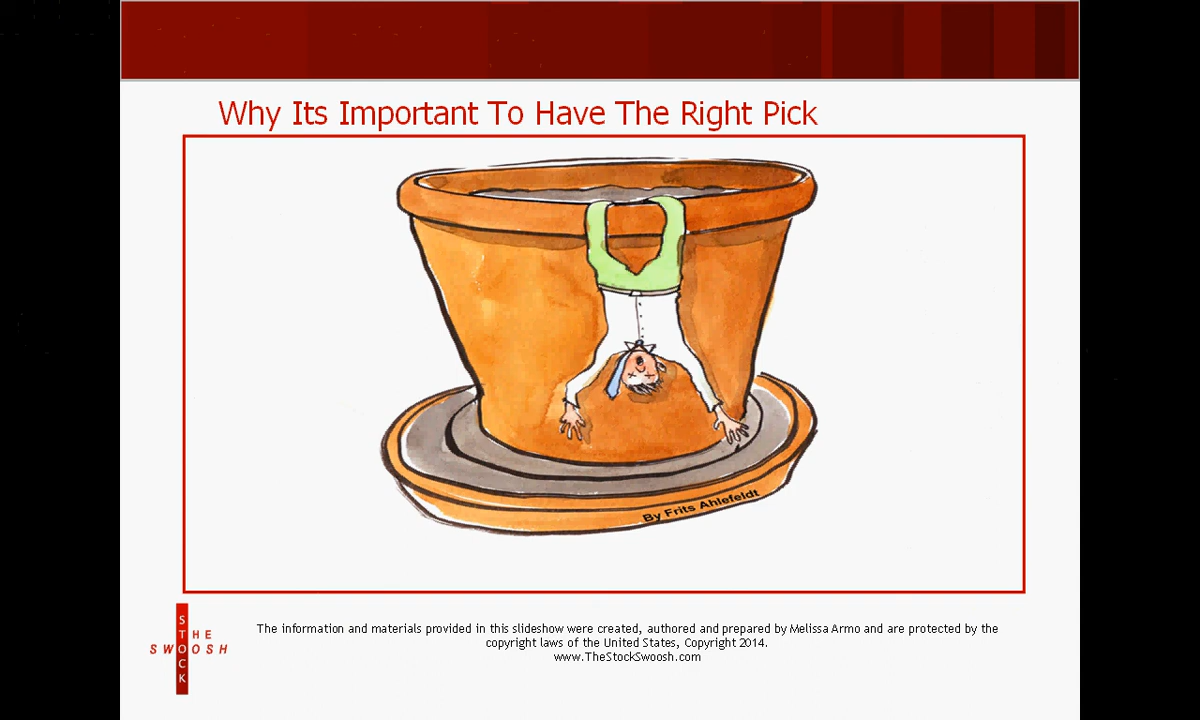 Why Its Important To Have The Right Pick
By Frits Ahlefeldt
THE
SWOOSH
STOCK
The information and materials provided in this slideshow were created, authored and prepared by Melissa Armo and are protected by the
copyright laws of the United States, Copyright 2014.
www.TheStockSwoosh.com